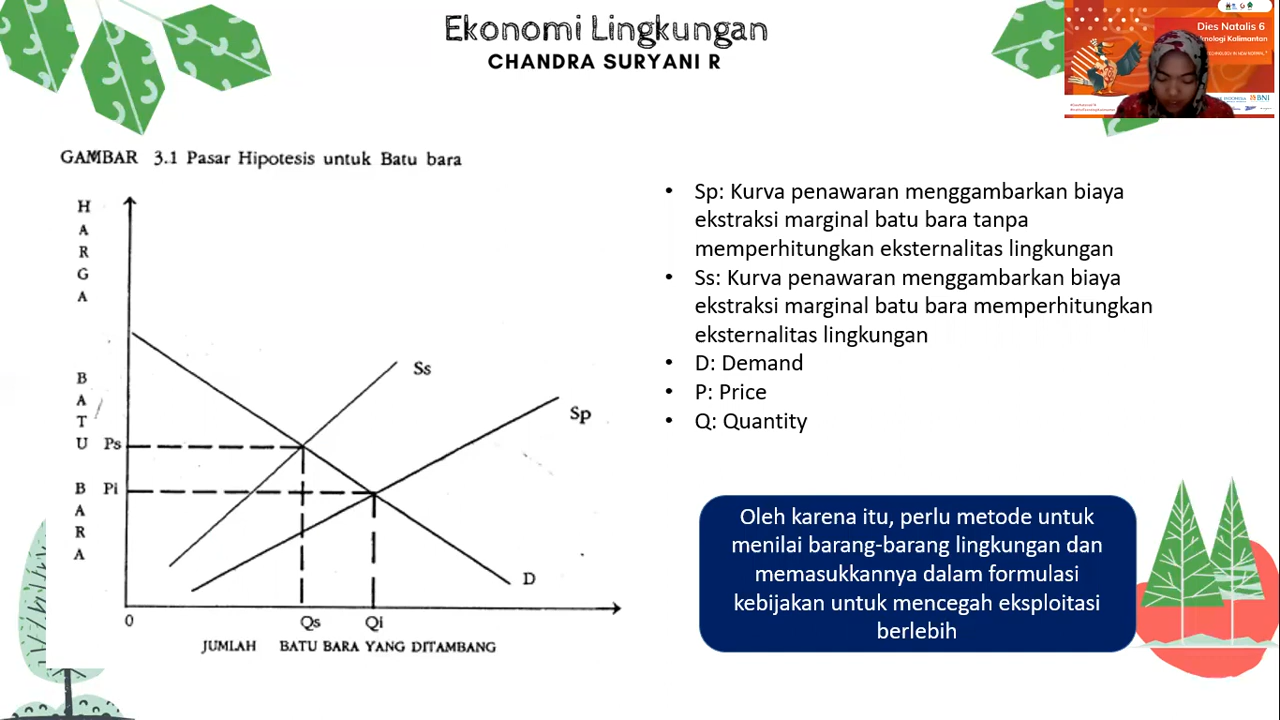 Ekonomi Lingkungan
CHANDRA SURYANI R
Dies Natalis 6
nologi Kalimantan
BNI
GAMBAR 3.1 Pasar Hipotesis untuk Batu bara
HARGA BATU BARA
Ss
Sp
Ps
Pi
D
0
Qs Qi
JUMLAH BATU BARA YANG DITAMBANG
• Sp: Kurva penawaran menggambarkan biaya
ekstraksi marginal batu bara tanpa
memperhitungkan eksternalitas lingkungan
• Ss: Kurva penawaran menggambarkan biaya
ekstraksi marginal batu bara memperhitungkan
eksternalitas lingkungan
• D: Demand
• P: Price
• Q: Quantity
Oleh karena itu, perlu metode untuk
menilai barang-barang lingkungan dan
memasukkannya dalam formulasi
kebijakan untuk mencegah eksploitasi
berlebih